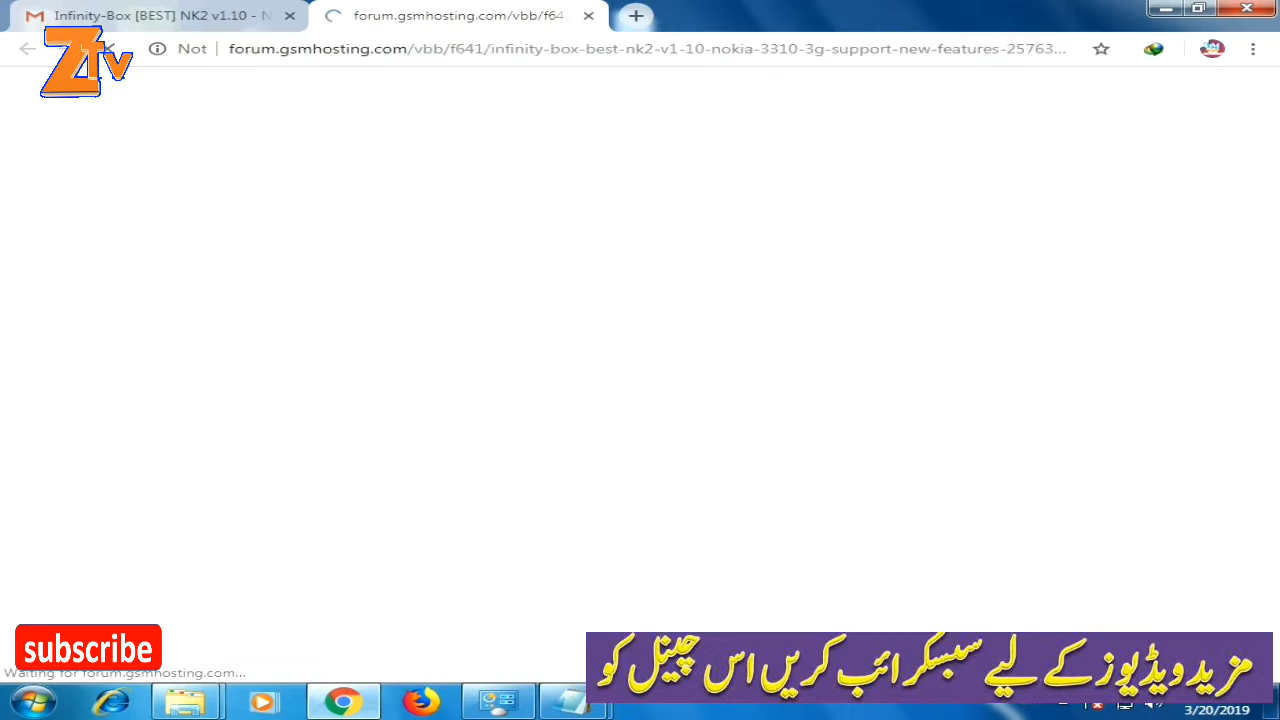 Infinity-Box [BEST] NK2 v1.10 - N
forum.gsmhosting.com/vbb/f64
Not
forum.gsmhosting.com/vbb/f641/infinity-box-best-nk2-v1-10-nokia-3310-3g-support-new-features-25763...
ZTv
subscribe
Waiting for forum.gsmhosting.com...
مزید ویڈیوز کے لیے سبسکرائب کریں اس چینل کو
3/20/2019